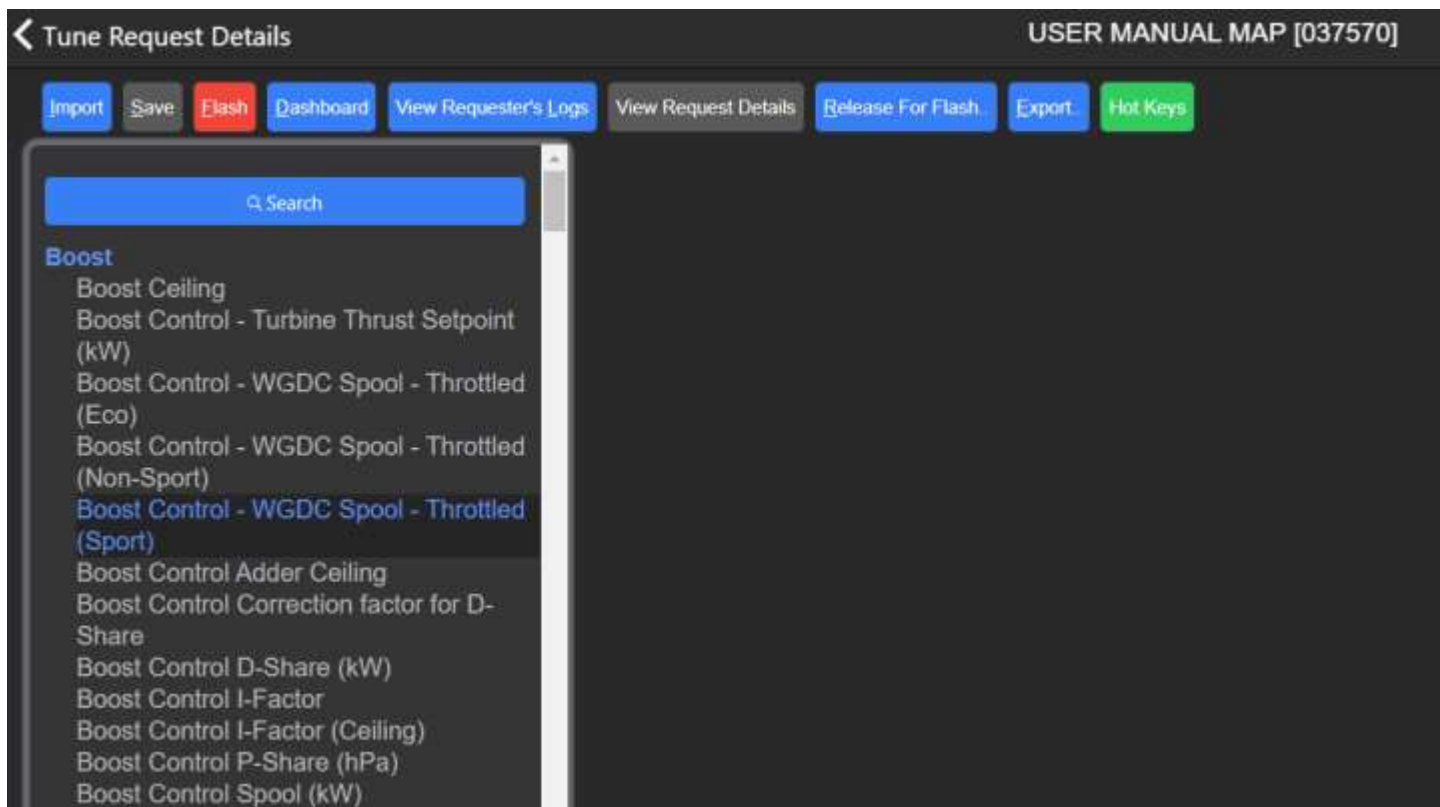 Tune Request Details
USER MANUAL MAP [037570]
Import Save Flash Dashboard View Requester's Logs View Request Details Release For Flash.. Export.. Hot Keys
Search
Boost
Boost Ceiling
Boost Control - Turbine Thrust Setpoint
(kW)
Boost Control - WGDC Spool - Throttled
(Eco)
Boost Control - WGDC Spool - Throttled
(Non-Sport)
Boost Control - WGDC Spool - Throttled
(Sport)
Boost Control Adder Ceiling
Boost Control Correction factor for D-
Share
Boost Control D-Share (kW)
Boost Control I-Factor
Boost Control I-Factor (Ceiling)
Boost Control P-Share (hPa)
Boost Control Spool (kW)